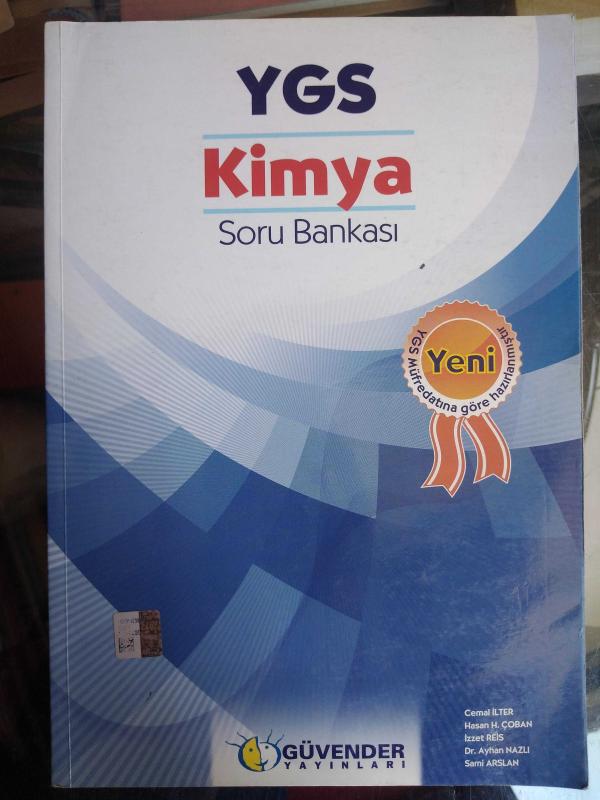 YGS
Kimya
Soru Bankası
Yeni
YGS Müfredatına göre hazırlanmıştır
Cemal İLTER
Hasan H. ÇOBAN
İzzet REİS
Dr. Ayhan NAZLI
Sami ARSLAN
GÜVENDER
YAYINLARI